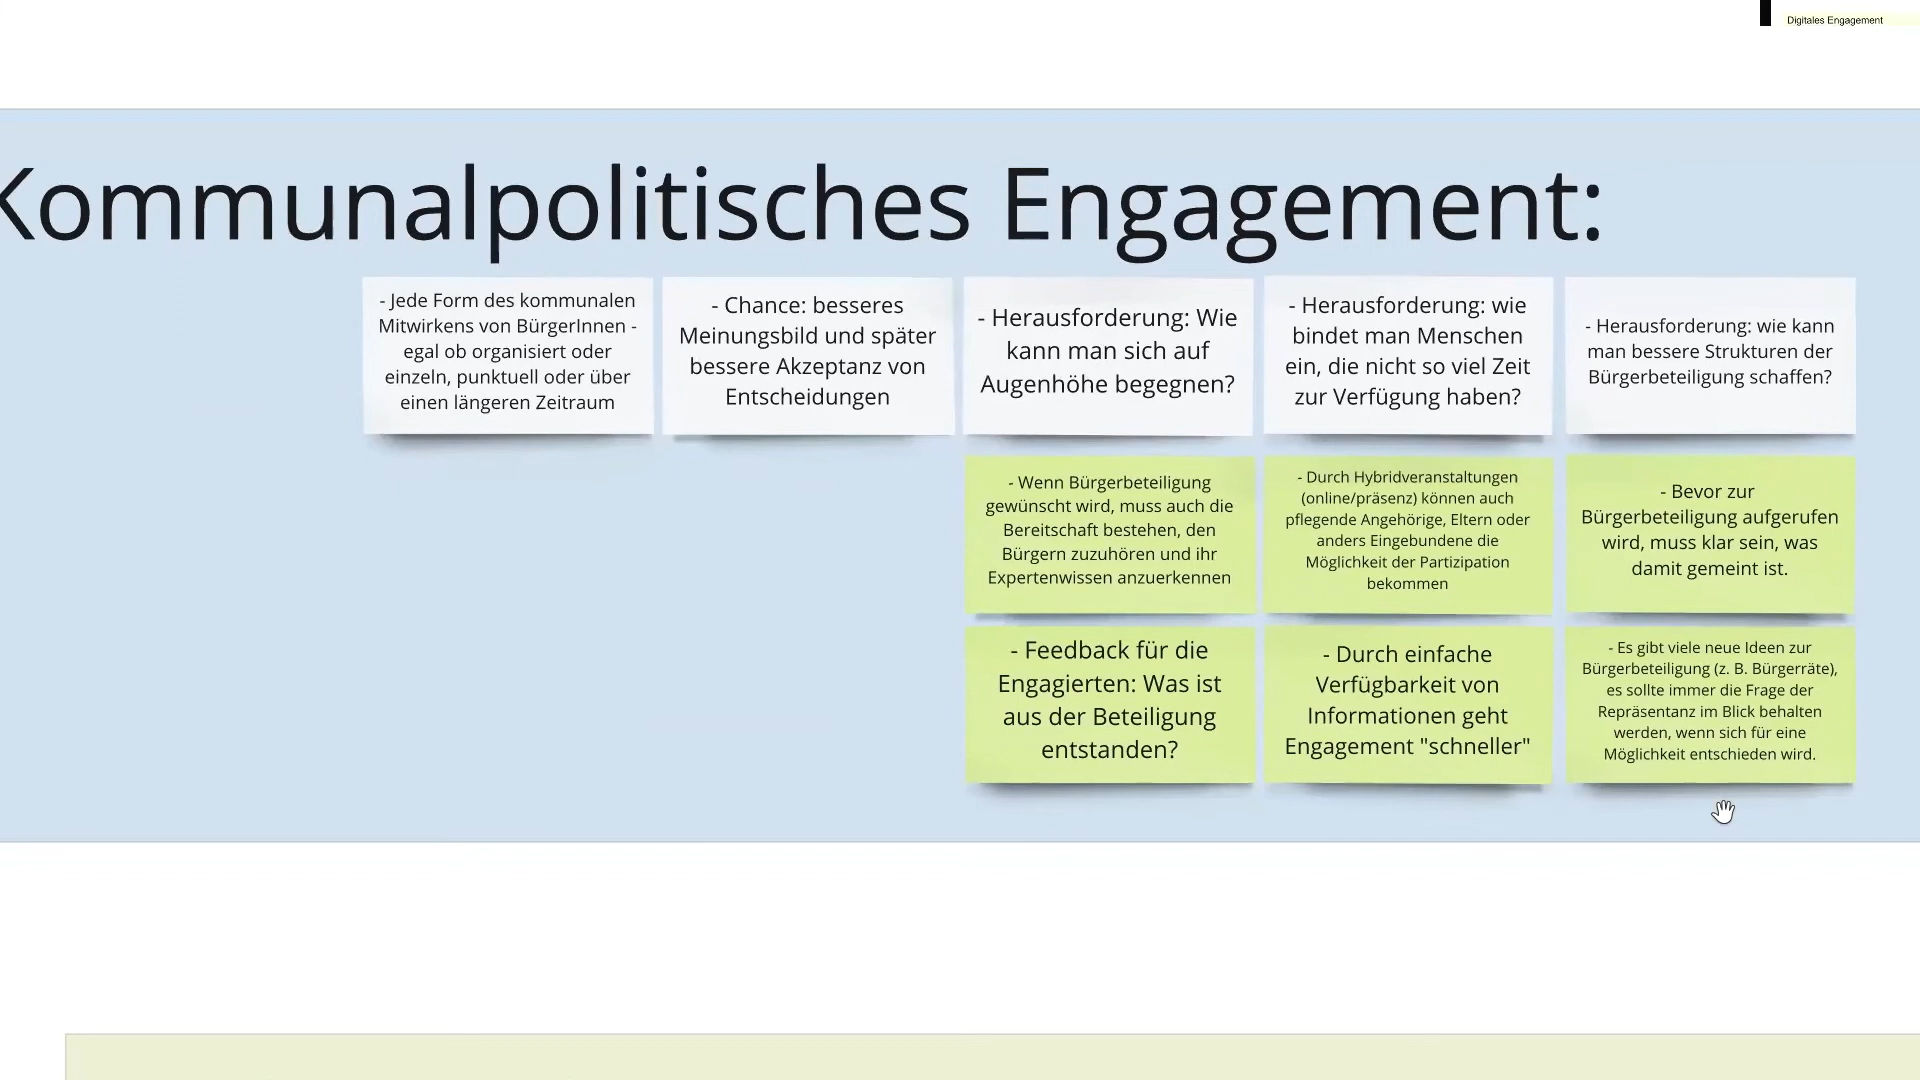 Digitales Engagement
Kommunalpolitisches Engagement:
- Jede Form des kommunalen
Mitwirkens von BürgerInnen -
egal ob organisiert oder
einzeln, punktuell oder über
einen längeren Zeitraum
- Chance: besseres
Meinungsbild und später
bessere Akzeptanz von
Entscheidungen
- Herausforderung: Wie
kann man sich auf
Augenhöhe begegnen?
- Herausforderung: wie
bindet man Menschen
ein, die nicht so viel Zeit
zur Verfügung haben?
- Herausforderung: wie kann
man bessere Strukturen der
Bürgerbeteiligung schaffen?
- Wenn Bürgerbeteiligung
gewünscht wird, muss auch die
Bereitschaft bestehen, den
Bürgern zuzuhören und ihr
Expertenwissen anzuerkennen
- Durch Hybridveranstaltungen
(online/präsenz) können auch
pflegende Angehörige, Eltern oder
anders Eingebundene die
Möglichkeit der Partizipation
bekommen
- Bevor zur
Bürgerbeteiligung aufgerufen
wird, muss klar sein, was
damit gemeint ist.
- Feedback für die
Engagierten: Was ist
aus der Beteiligung
entstanden?
- Durch einfache
Verfügbarkeit von
Informationen geht
Engagement "schneller"
- Es gibt viele neue Ideen zur
Bürgerbeteiligung (z. B. Bürgerräte),
es sollte immer die Frage der
Repräsentanz im Blick behalten
werden, wenn sich für eine
Möglichkeit entschieden wird.